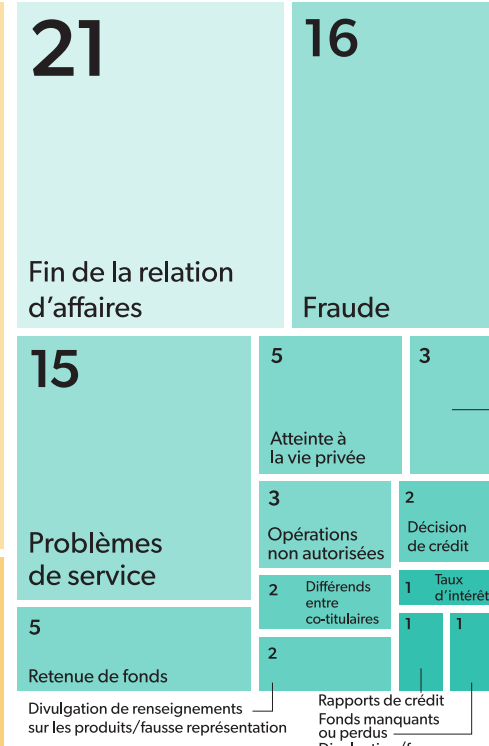 21
Fin de la relation
d’affaires
16
Fraude
15
Problèmes
de service
5
Atteinte à
la vie privée
3
3
Opérations
non autorisées
2
Décision
de crédit
2
Différends
entre
co-titulaires
1
Taux
d’intérêt
5
Retenue de fonds
2
1
1
Divulgation de renseignements
sur les produits/fausse représentation
Rapports de crédit
Fonds manquants
ou perdus